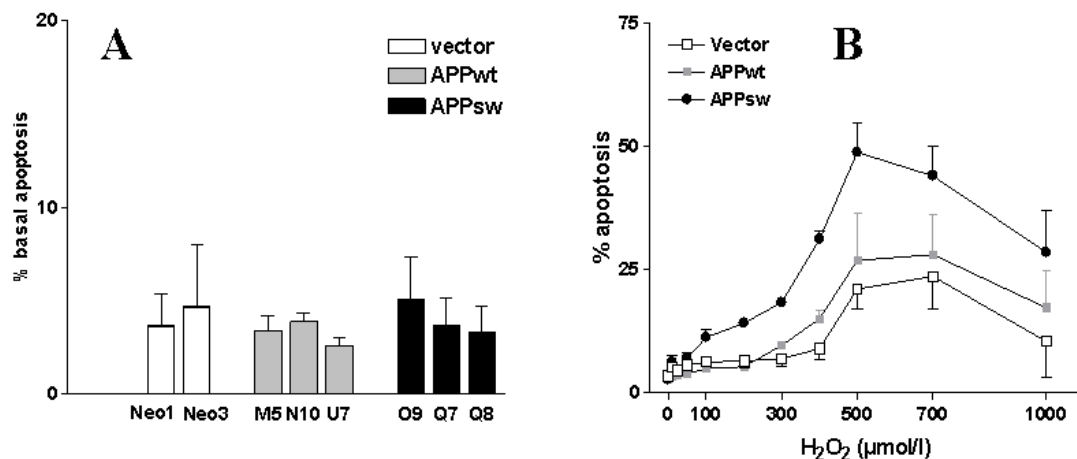 A
20
10
0
% basal apoptosis
vector
APPwt
APPsw
Neo1 Neo3 M5 N10 U7 O9 Q7 Q8
B
75
50
25
0
% apoptosis
Vector
APPwt
APPsw
0 100 300 500 700 1000
H₂O₂ (µmol/l)